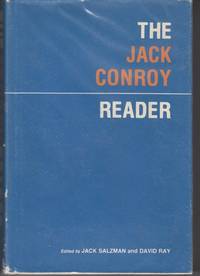 THE
JACK
CONROY
READER
Edited by JACK SALZMAN and DAVID RAY